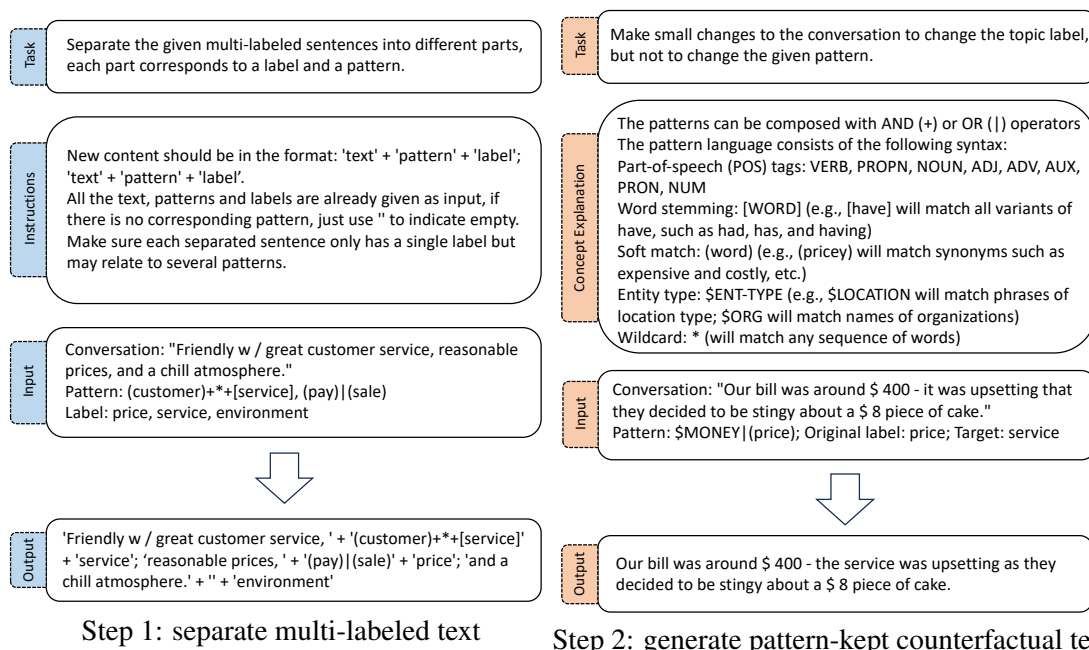 Task
Separate the given multi-labeled sentences into different parts,
each part corresponds to a label and a pattern.
Instructions
New content should be in the format: 'text' + 'pattern' + 'label';
'text' + 'pattern' + 'label’.
All the text, patterns and labels are already given as input, if
there is no corresponding pattern, just use '' to indicate empty.
Make sure each separated sentence only has a single label but
may relate to several patterns.
Input
Conversation: "Friendly w / great customer service, reasonable
prices, and a chill atmosphere."
Pattern: (customer)+*+[service], (pay)|(sale)
Label: price, service, environment
Output
'Friendly w / great customer service, ' + '(customer)+*+[service]'
+ 'service'; ‘reasonable prices, ' + '(pay)|(sale)' + 'price'; 'and a
chill atmosphere.' + '' + 'environment'
Step 1: separate multi-labeled text
Task
Make small changes to the conversation to change the topic label,
but not to change the given pattern.
Concept Explanation
The patterns can be composed with AND (+) or OR (|) operators
The pattern language consists of the following syntax:
Part-of-speech (POS) tags: VERB, PROPN, NOUN, ADJ, ADV, AUX,
PRON, NUM
Word stemming: [WORD] (e.g., [have] will match all variants of
have, such as had, has, and having)
Soft match: (word) (e.g., (pricey) will match synonyms such as
expensive and costly, etc.)
Entity type: $ENT-TYPE (e.g., $LOCATION will match phrases of
location type; $ORG will match names of organizations)
Wildcard: * (will match any sequence of words)
Input
Conversation: "Our bill was around $ 400 - it was upsetting that
they decided to be stingy about a $ 8 piece of cake."
Pattern: $MONEY|(price); Original label: price; Target: service
Output
Our bill was around $ 400 - the service was upsetting as they
decided to be stingy about a $ 8 piece of cake.
Step 2: generate pattern-kept counterfactual te